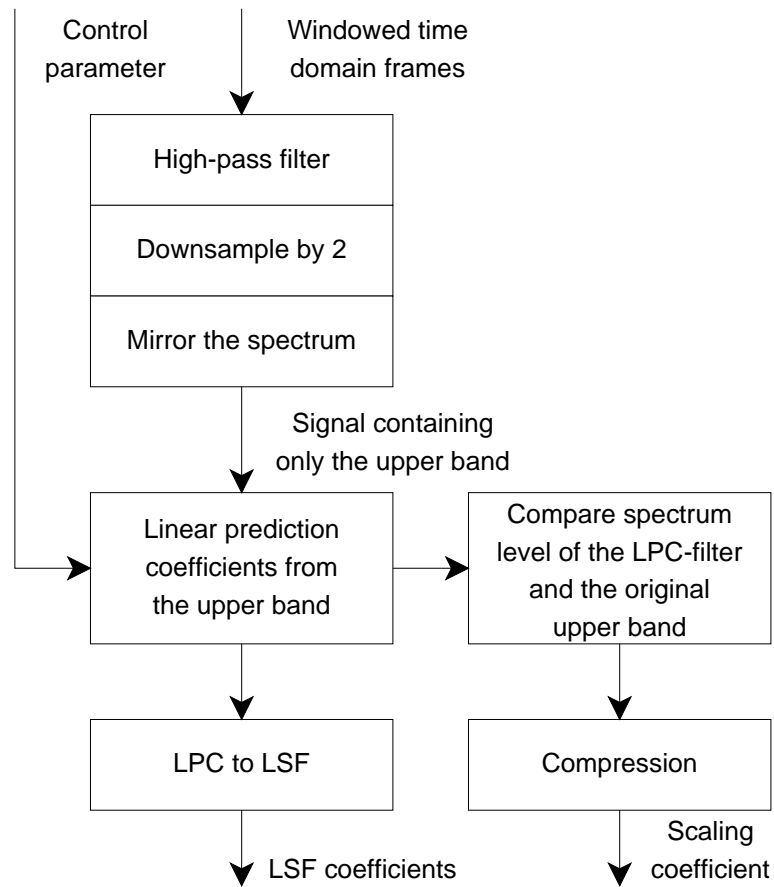 Control
parameter
Windowed time
domain frames
High-pass filter
Downsample by 2
Mirror the spectrum
Signal containing
only the upper band
Linear prediction
coefficients from
the upper band
Compare spectrum
level of the LPC-filter
and the original
upper band
LPC to LSF
Compression
LSF coefficients
Scaling
coefficient